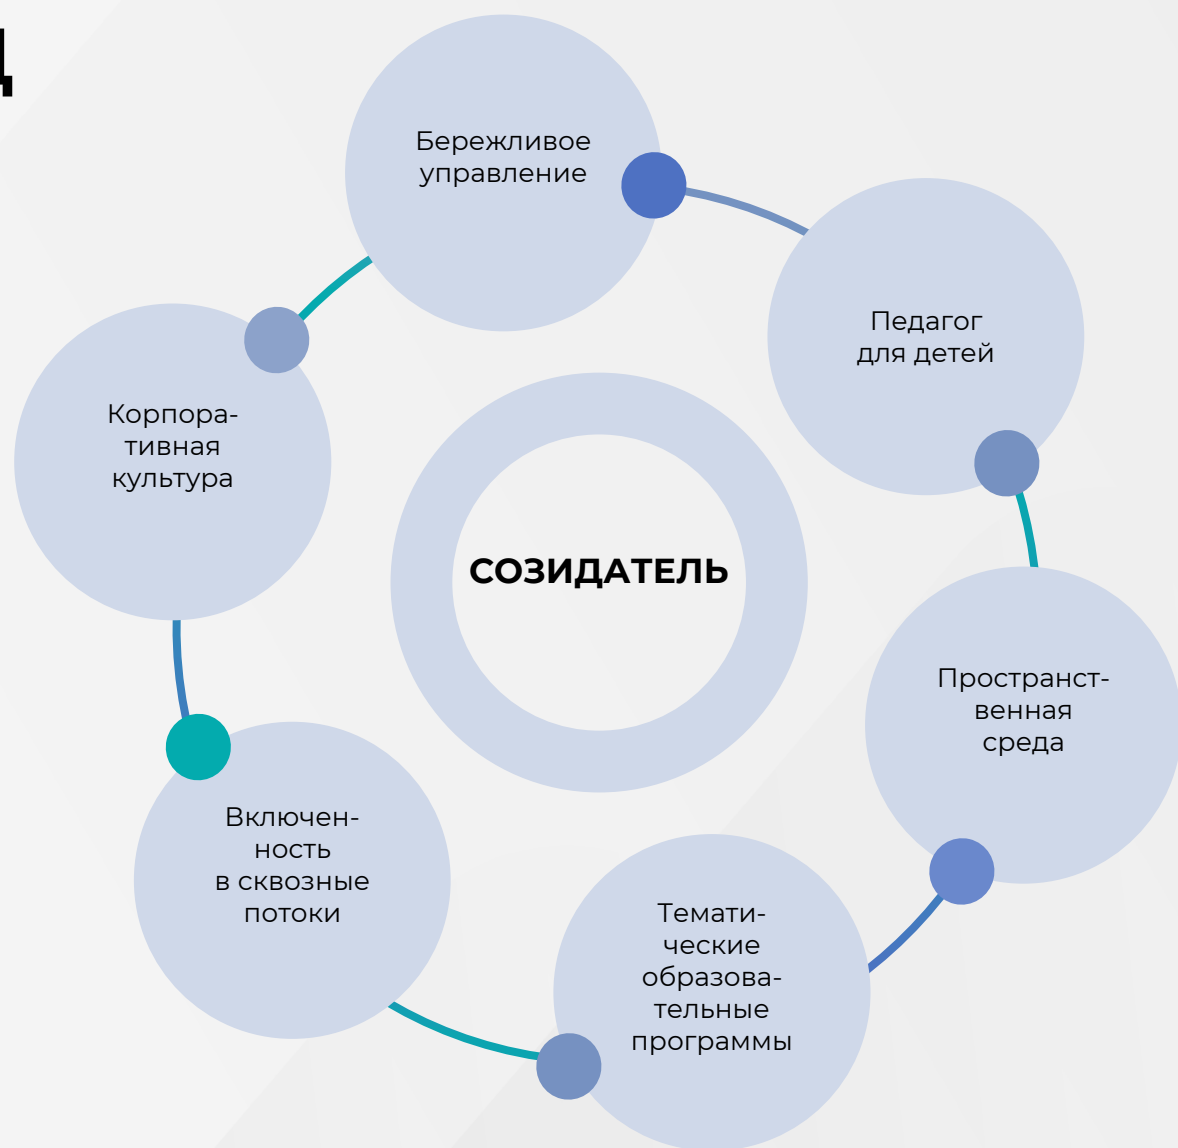 Д
Бережливое
управление
Педагог
для детей
Корпора-
тивная
культура
СОЗИДАТЕЛЬ
Пространст-
венная
среда
Включен-
ность
в сквозные
потоки
Темати-
ческие
образова-
тельные
программы